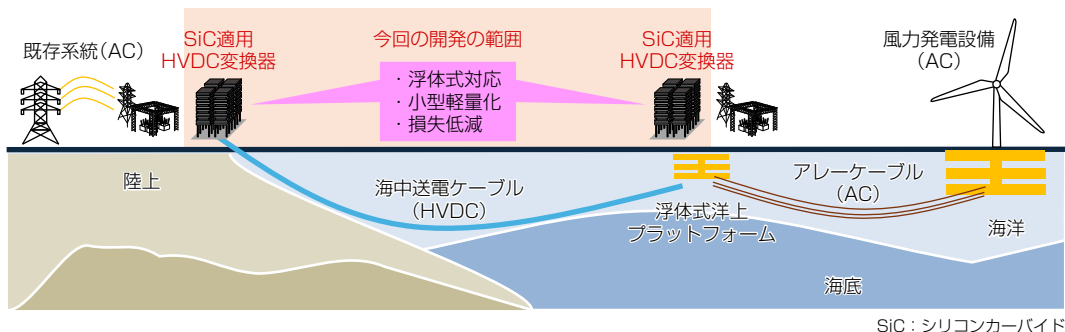 既存系統(AC)
SiC適用
HVDC変換器
今回の開発の範囲
・浮体式対応
・小型軽量化
・損失低減
SiC適用
HVDC変換器
風力発電設備
(AC)
陸上
海中送電ケーブル
(HVDC)
浮体式洋上
プラットフォーム
アレーケーブル
(AC)
海洋
海底
SiC:シリコンカーバイド